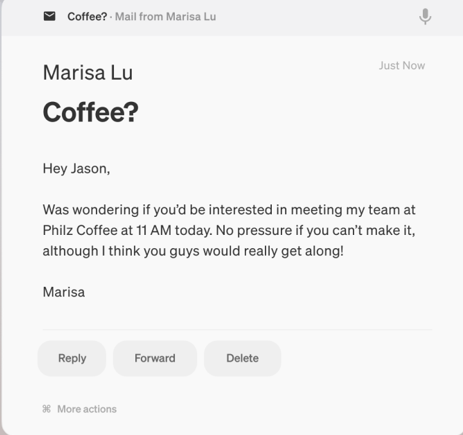 Coffee? · Mail from Marisa Lu
Marisa Lu
Just Now
Coffee?
Hey Jason,
Was wondering if you’d be interested in meeting my team at
Philz Coffee at 11 AM today. No pressure if you can’t make it,
although I think you guys would really get along!
Marisa
Reply Forward Delete
⌘ More actions